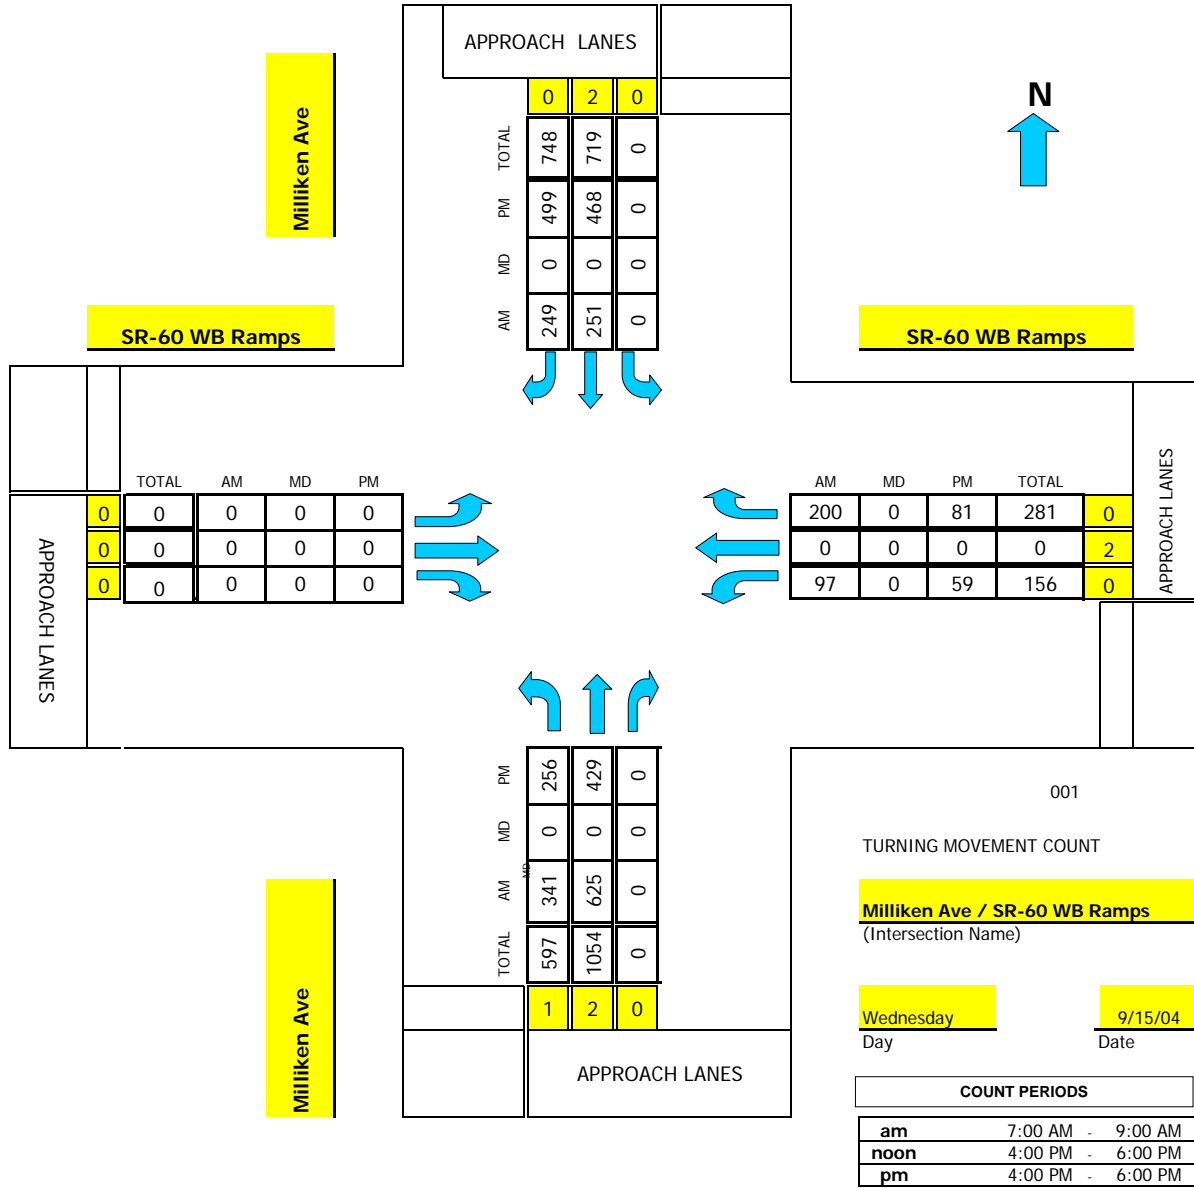 APPROACH LANES
0 2 0
N
Milliken Ave
TOTAL 748 719 0
PM 499 468 0
MD 0 0 0
AM 249 251 0
SR-60 WB Ramps
SR-60 WB Ramps
TOTAL AM MD PM
0 0 0 0 0
0 0 0 0 0
0 0 0 0 0
APPROACH LANES
AM MD PM TOTAL
200 0 81 281 0
0 0 0 0 2
97 0 59 156 0
APPROACH LANES
PM 256 429 0
MD 0 0 0
MD
AM 341 625 0
TOTAL 597 1054 0
1 2 0
APPROACH LANES
Milliken Ave
001
TURNING MOVEMENT COUNT
Milliken Ave / SR-60 WB Ramps
(Intersection Name)
Wednesday 9/15/04
Day Date
COUNT PERIODS
am 7:00 AM - 9:00 AM
noon 4:00 PM - 6:00 PM
pm 4:00 PM - 6:00 PM